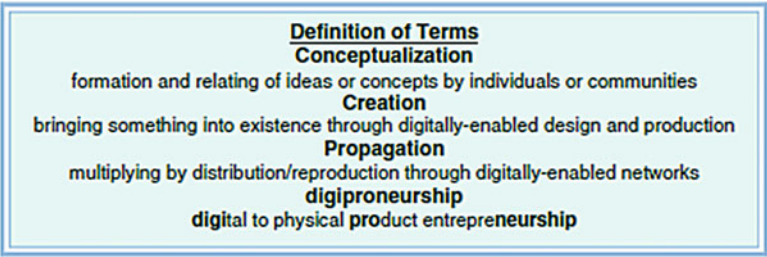 Definition of Terms
Conceptualization
formation and relating of ideas or concepts by individuals or communities
Creation
bringing something into existence through digitally-enabled design and production
Propagation
multiplying by distribution/reproduction through digitally-enabled networks
digiproneurship
digital to physical product entrepreneurship